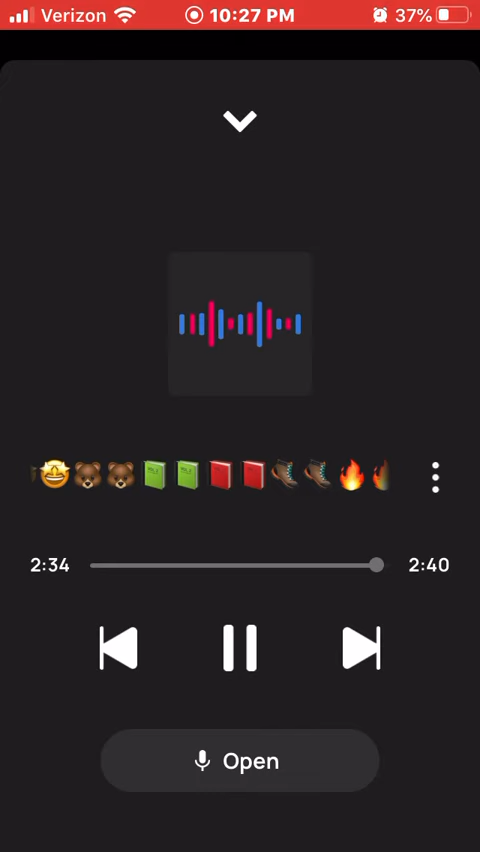 Verizon 10:27 PM 37%
🤩🐻🐻📗📗📕📕🥾🥾🔥🔥
2:34 2:40
Open